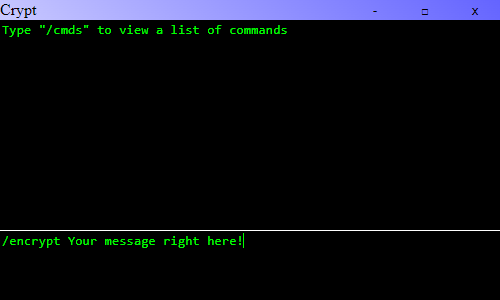 Crypt - □ x
Type "/cmds" to view a list of commands
/encrypt Your message right here!